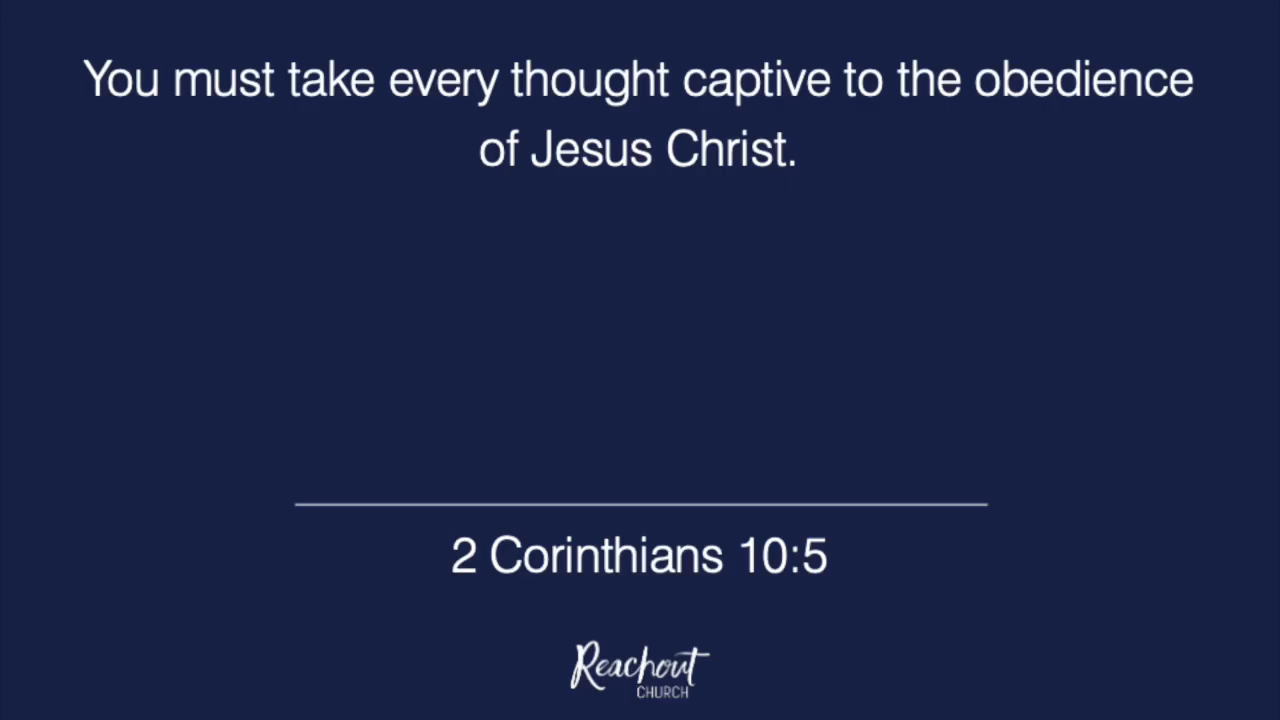 You must take every thought captive to the obedience
of Jesus Christ.
2 Corinthians 10:5
Reachout
CHURCH